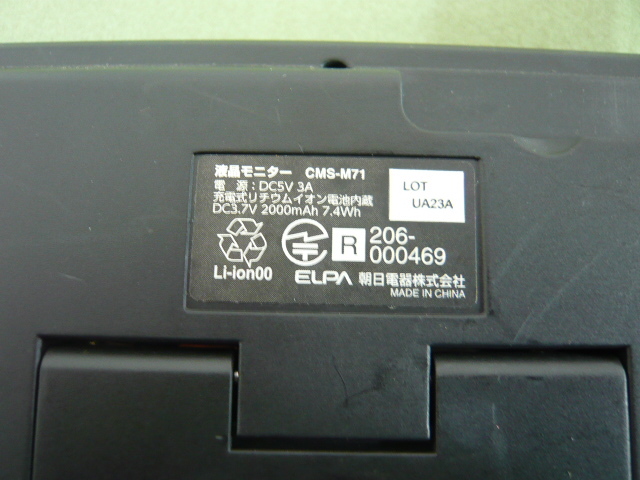 液晶モニター CMS-M71
電 源：DC5V 3A
充電式リチウムイオン電池内蔵
DC3.7V 2000mAh 7.4Wh
LOT
UA23A
R 206-
000469
Li-ion00
ELPA 朝日電器株式会社
MADE IN CHINA